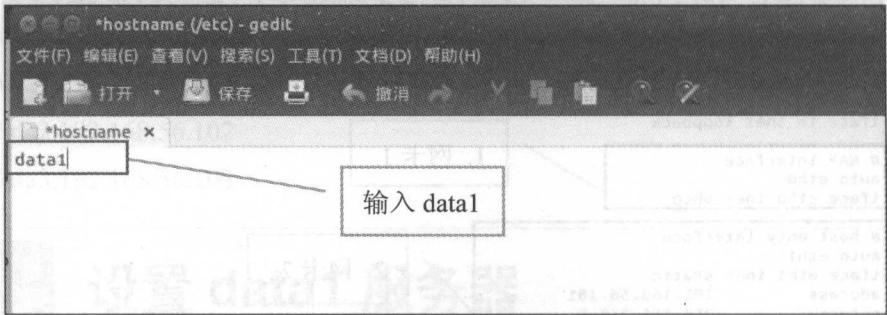 *hostname (/etc) - gedit
文件(F) 编辑(E) 查看(V) 搜索(S) 工具(T) 文档(D) 帮助(H)
打开 保存 撤消
*hostname ×
data1
输入 data1